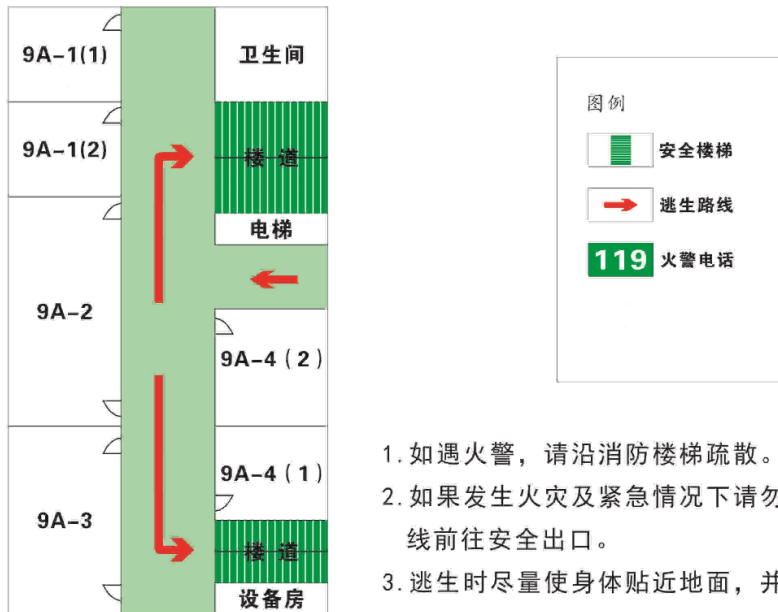 9A-1(1)
卫生间
9A-1(2)
楼道
电梯
9A-2
9A-4(2)
9A-4(1)
9A-3
楼道
设备房
图例
安全楼梯
逃生路线
119 火警电话
1.如遇火警，请沿消防楼梯疏散。
2.如果发生火灾及紧急情况下请勿
线前往安全出口。
3.逃生时尽量使身体贴近地面，并